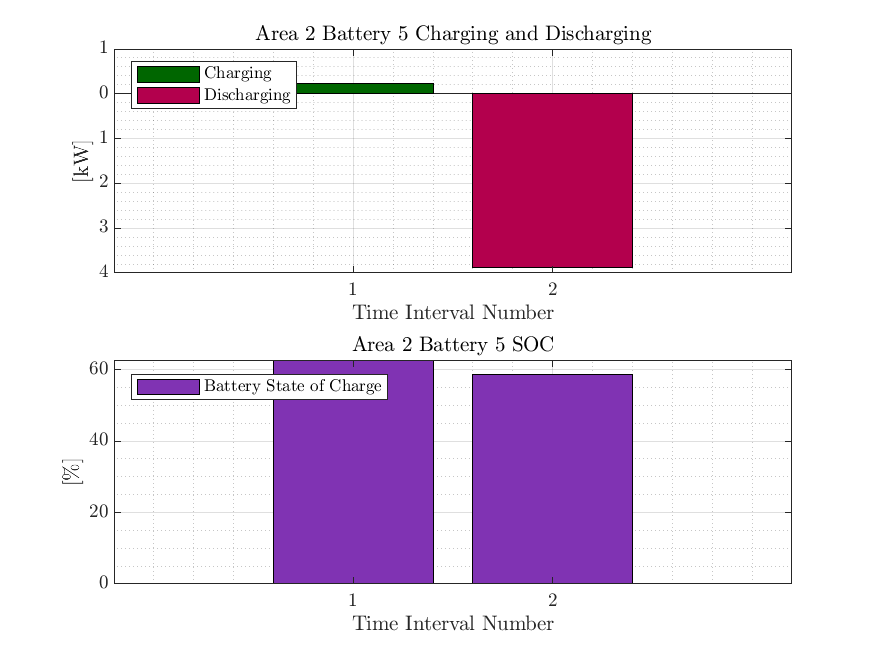 Area 2 Battery 5 Charging and Discharging
1
0
1
2
3
4
[kW]
Charging
Discharging
1 2
Time Interval Number
Area 2 Battery 5 SOC
60
40
20
0
[%]
Battery State of Charge
1 2
Time Interval Number